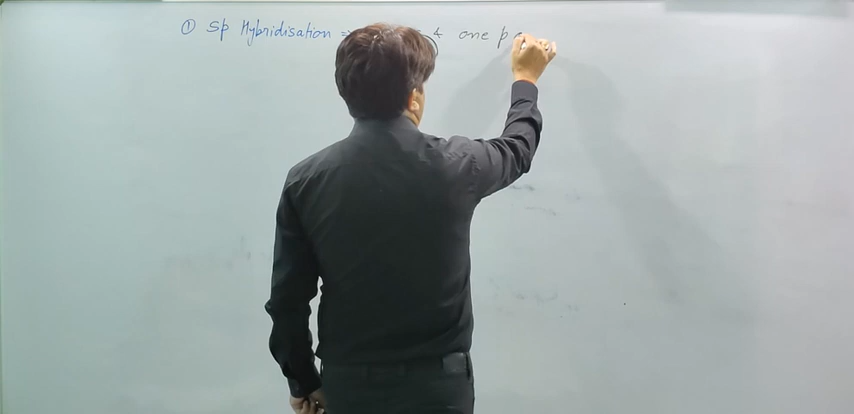 ① Sp Hybridisation = & one p